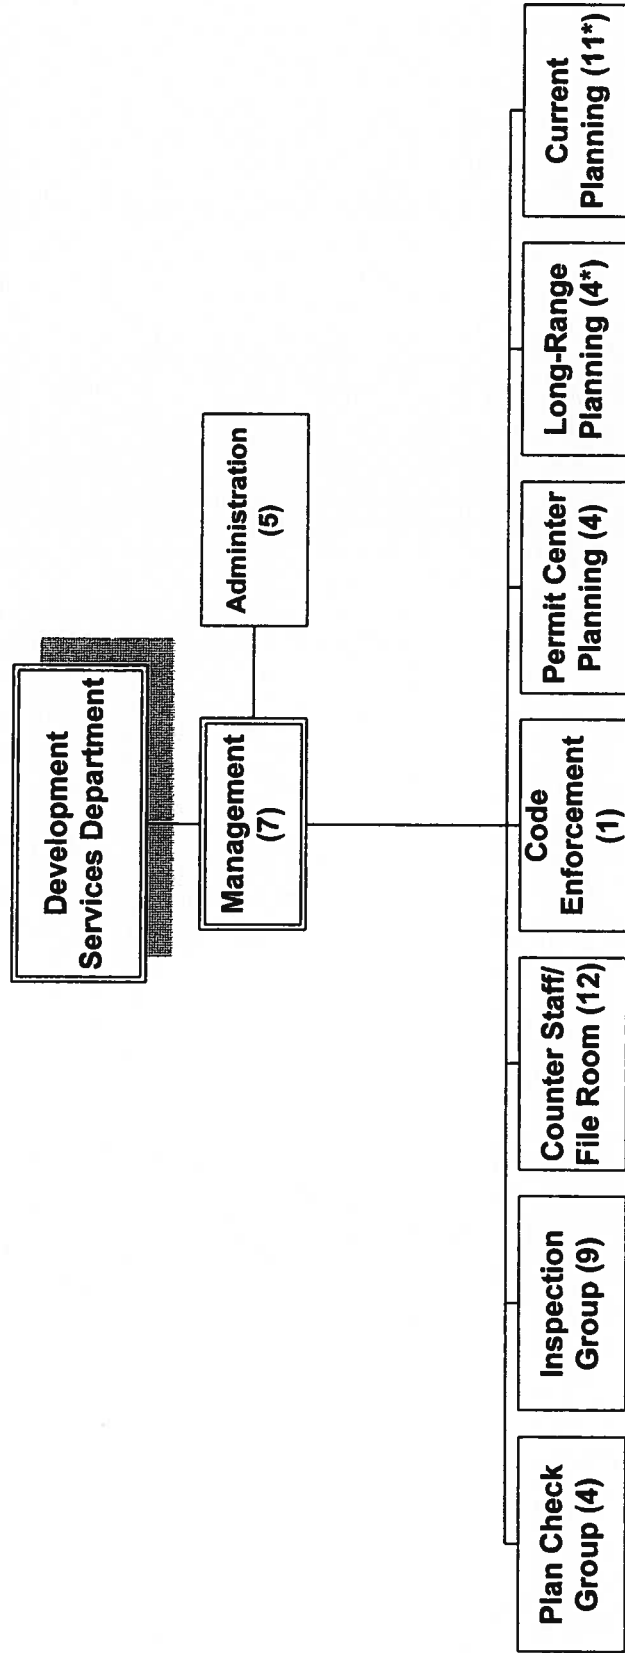 Development
Services Department
Management
(7)
Administration
(5)
Plan Check
Group (4)
Inspection
Group (9)
Counter Staff/
File Room (12)
Code
Enforcement
(1)
Permit Center
Planning (4)
Long-Range
Planning (4*)
Current
Planning (11*)